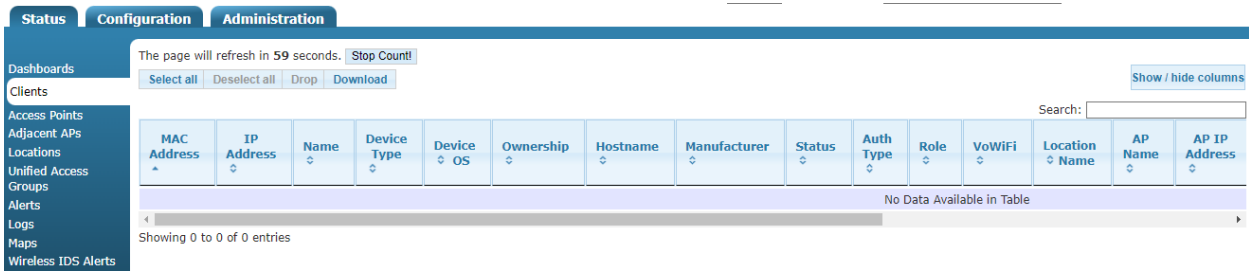 Status Configuration Administration
The page will refresh in 59 seconds. Stop Count!
Dashboards
Select all Deselect all Drop Download Show / hide columns
Clients
Access Points
Adjacent APs
Locations
Unified Access
Groups
Alerts
Logs
Maps
Wireless IDS Alerts
Search:
MAC Address IP Address Name Device Type Device OS Ownership Hostname Manufacturer Status Auth Type Role VoWiFi Location Name AP Name AP IP Address
No Data Available in Table
Showing 0 to 0 of 0 entries